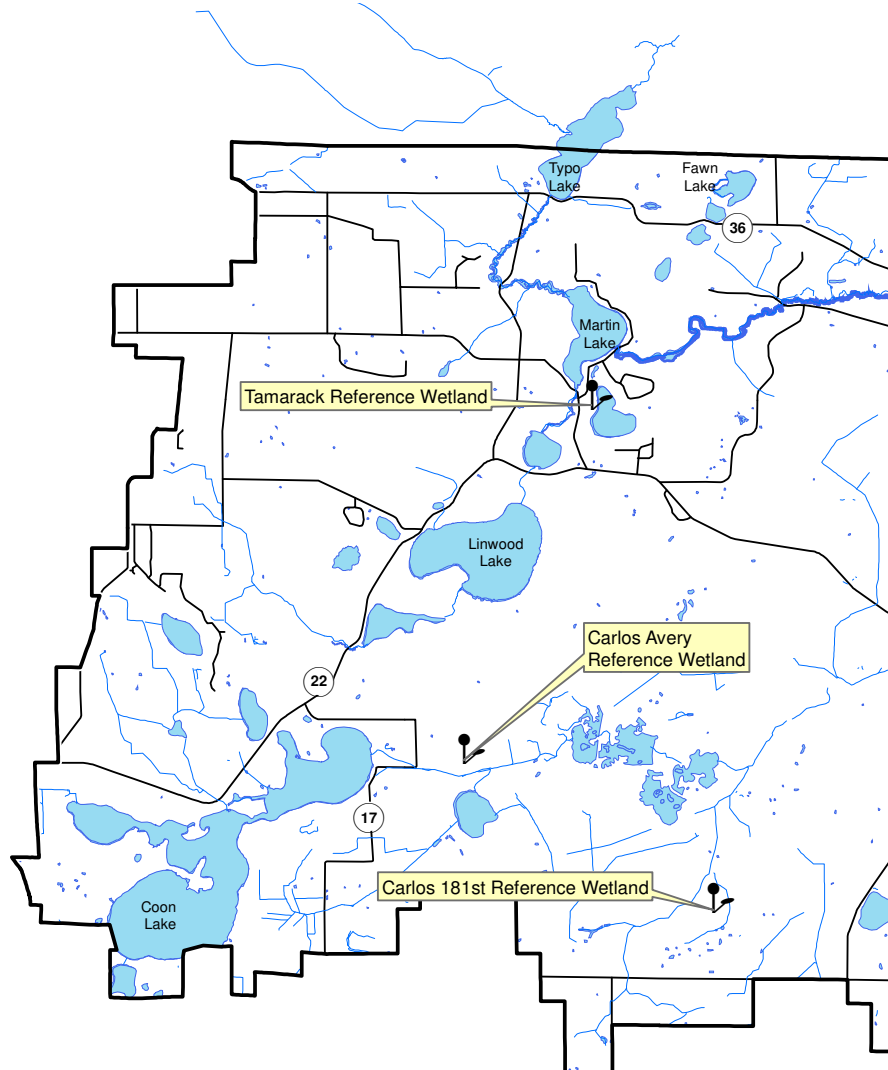 Typo
Lake
Fawn
Lake
36
Martin
Lake
Tamarack Reference Wetland
Linwood
Lake
Carlos Avery
Reference Wetland
22
17
Carlos 181st Reference Wetland
Coon
Lake